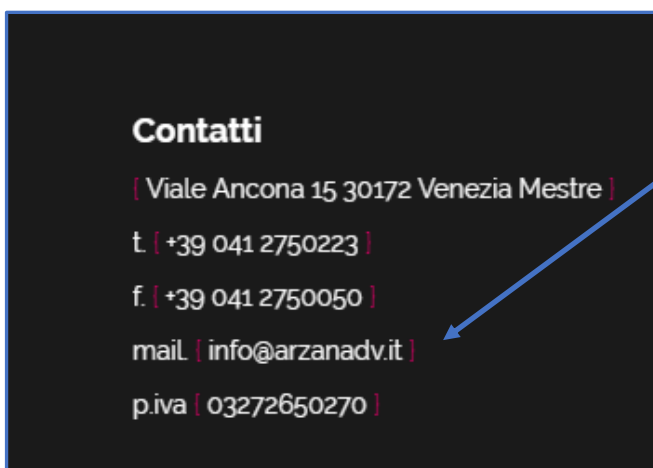 Contatti
{ Viale Ancona 15 30172 Venezia Mestre }
t. { +39 041 2750223 }
f. { +39 041 2750050 }
mail. { info@arzanadv.it }
p.iva { 03272650270 }